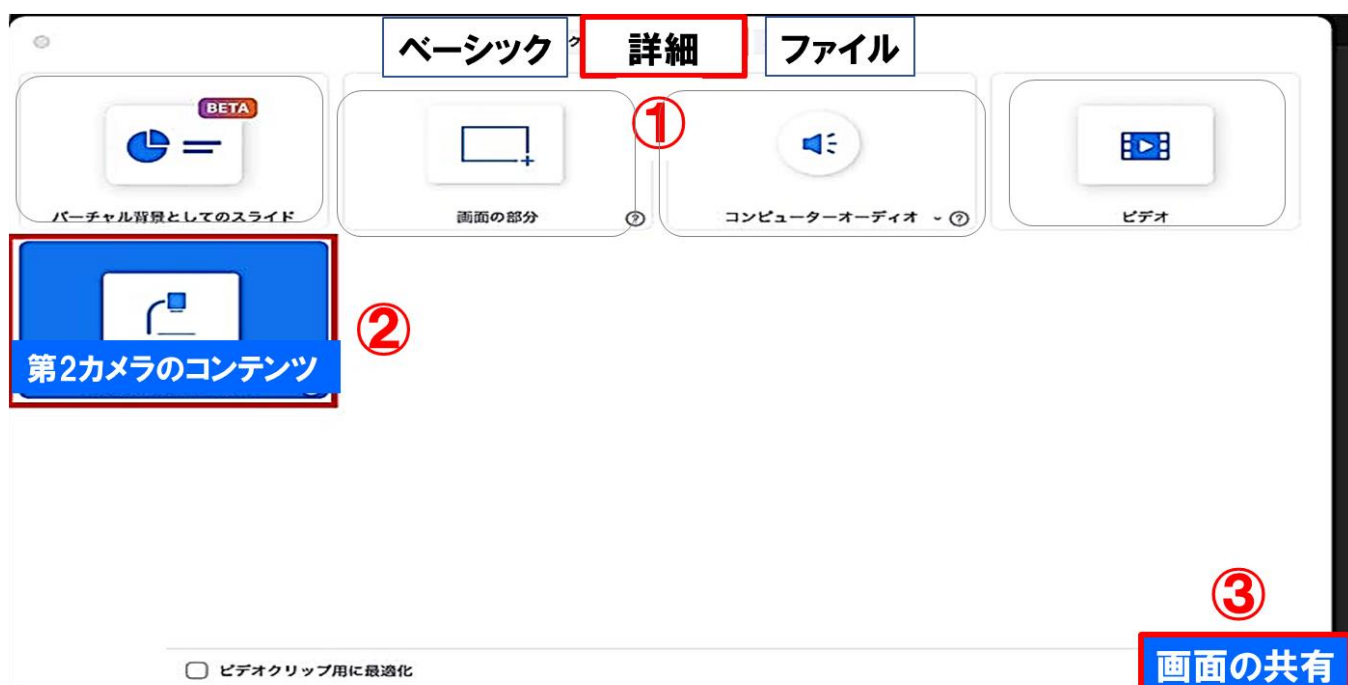 ベーシック
詳細
ファイル
①
BETA
バーチャル背景としてのスライド
画面の部分
コンピューターオーディオ
ビデオ
②
第2カメラのコンテンツ
③
ビデオクリップ用に最適化
画面の共有